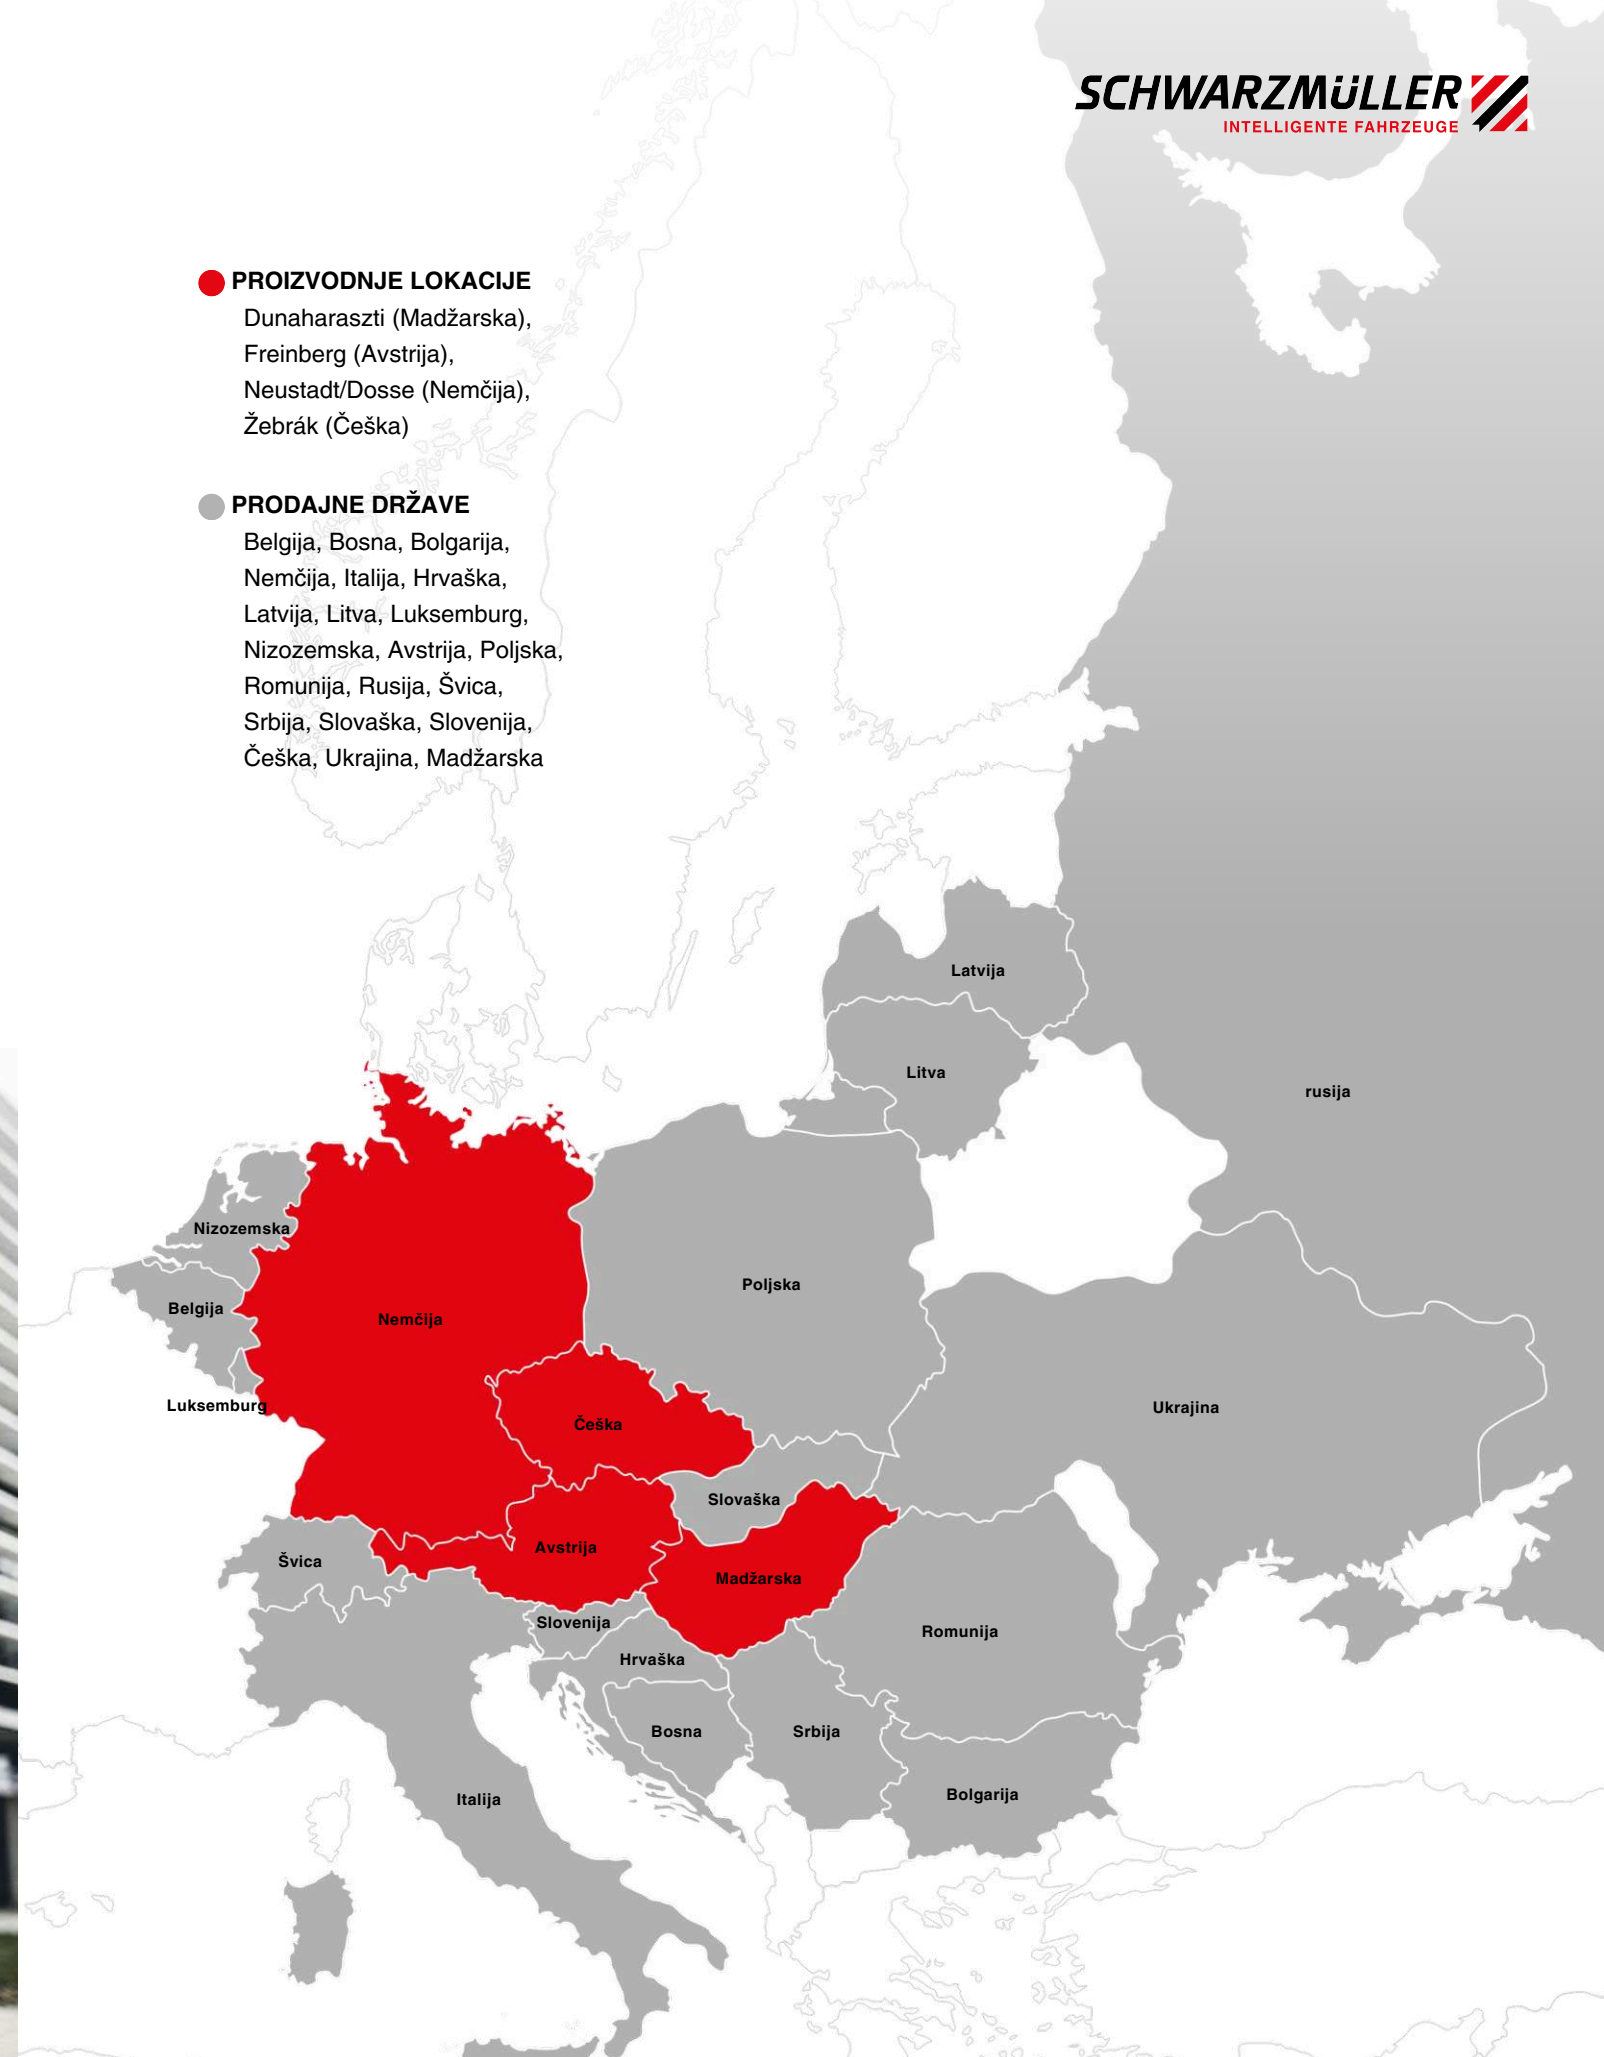 SCHWARZMÜLLER
INTELLIGENTE FAHRZEUGE
PROIZVODNJE LOKACIJE
Dunaharaszti (Madžarska),
Freinberg (Avstrija),
Neustadt/Dosse (Nemčija),
Žebrák (Češka)
PRODAJNE DRŽAVE
Belgija, Bosna, Bolgarija,
Nemčija, Italija, Hrvaška,
Latvija, Litva, Luksemburg,
Nizozemska, Avstrija, Poljska,
Romunija, Rusija, Švica,
Srbija, Slovaška, Slovenija,
Češka, Ukrajina, Madžarska
Latvija
Litva
rusija
Nizozemska
Poljska
Belgija
Nemčija
Luksemburg
Ukrajina
Češka
Slovaška
Avstrija
Švica
Madžarska
Slovenija
Romunija
Hrvaška
Bosna
Srbija
Bolgarija
Italija